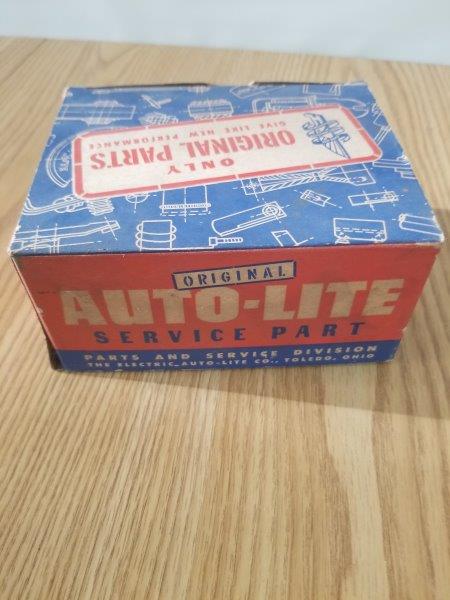 ONLY
ORIGINAL PARTS
GIVE LIKE NEW PERFORMANCE
ORIGINAL
AUTO-LITE
SERVICE PART
PARTS AND SERVICE DIVISION
THE ELECTRIC AUTO-LITE CO., TOLEDO, OHIO